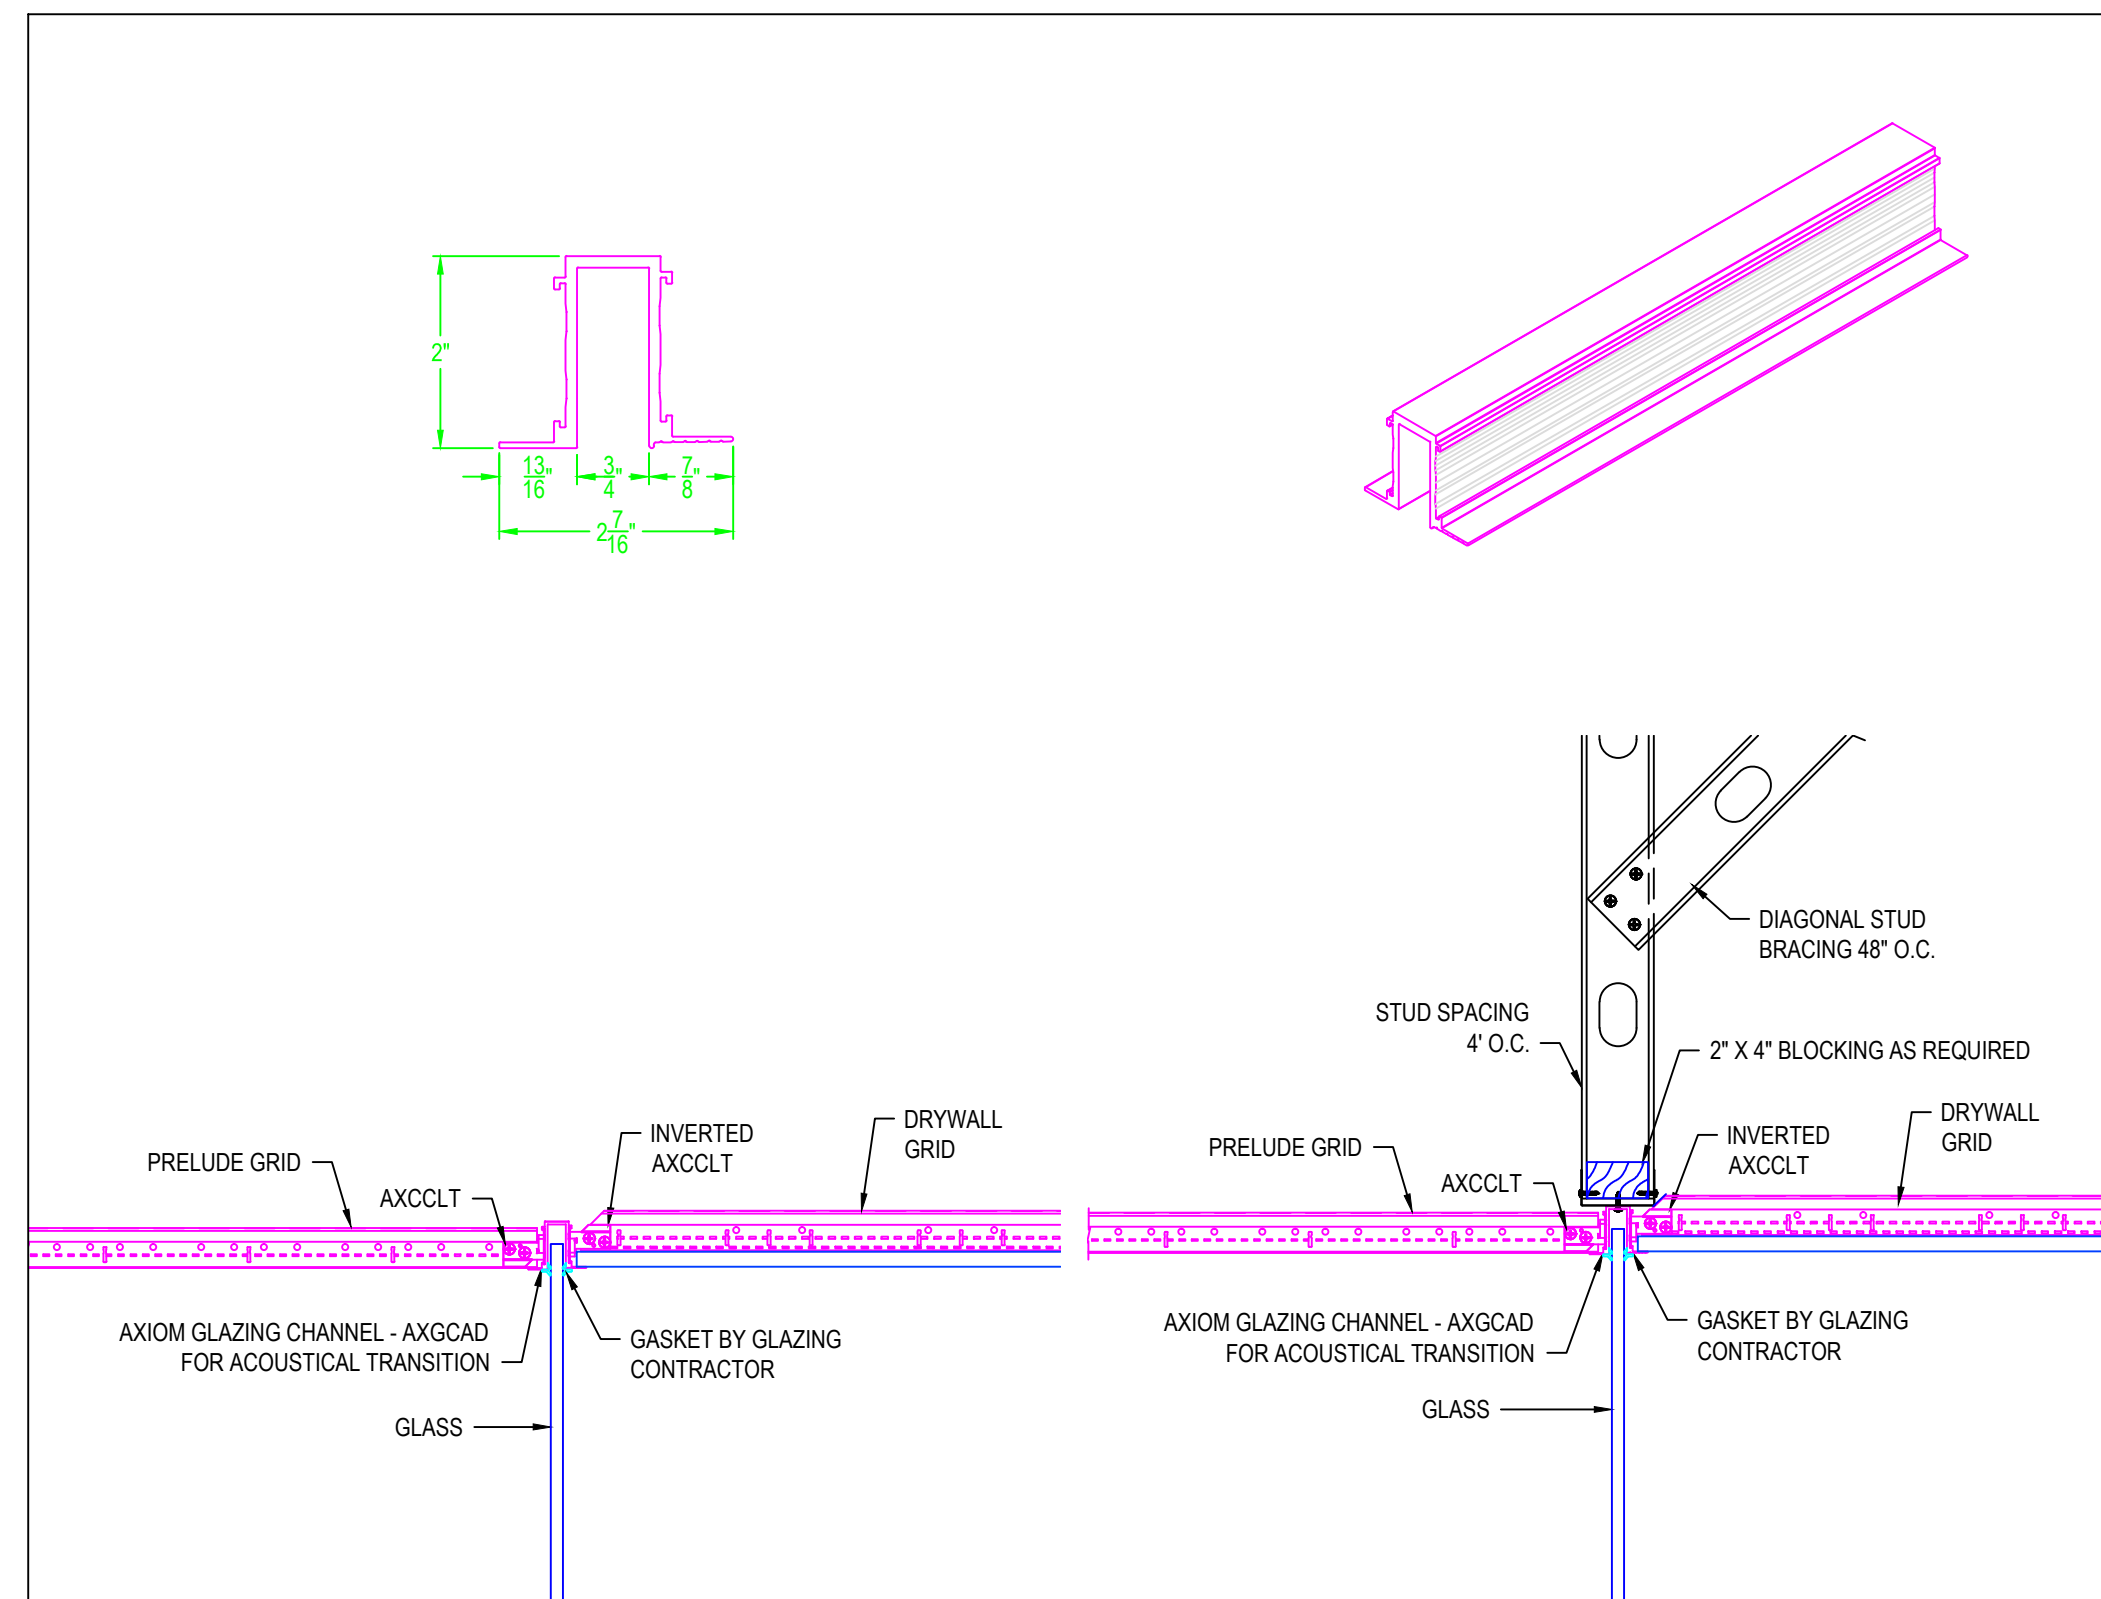 2"
13/16"
3/4"
7/8"
2 7/16"
DIAGONAL STUD
BRACING 48" O.C.
STUD SPACING
4' O.C.
2" X 4" BLOCKING AS REQUIRED
PRELUDE GRID
AXCCLT
INVERTED
AXCCLT
DRYWALL
GRID
AXIOM GLAZING CHANNEL - AXGCAD
FOR ACOUSTICAL TRANSITION
GASKET BY GLAZING
CONTRACTOR
GLASS
PRELUDE GRID
AXCCLT
INVERTED
AXCCLT
DRYWALL
GRID
AXIOM GLAZING CHANNEL - AXGCAD
FOR ACOUSTICAL TRANSITION
GASKET BY GLAZING
CONTRACTOR
GLASS